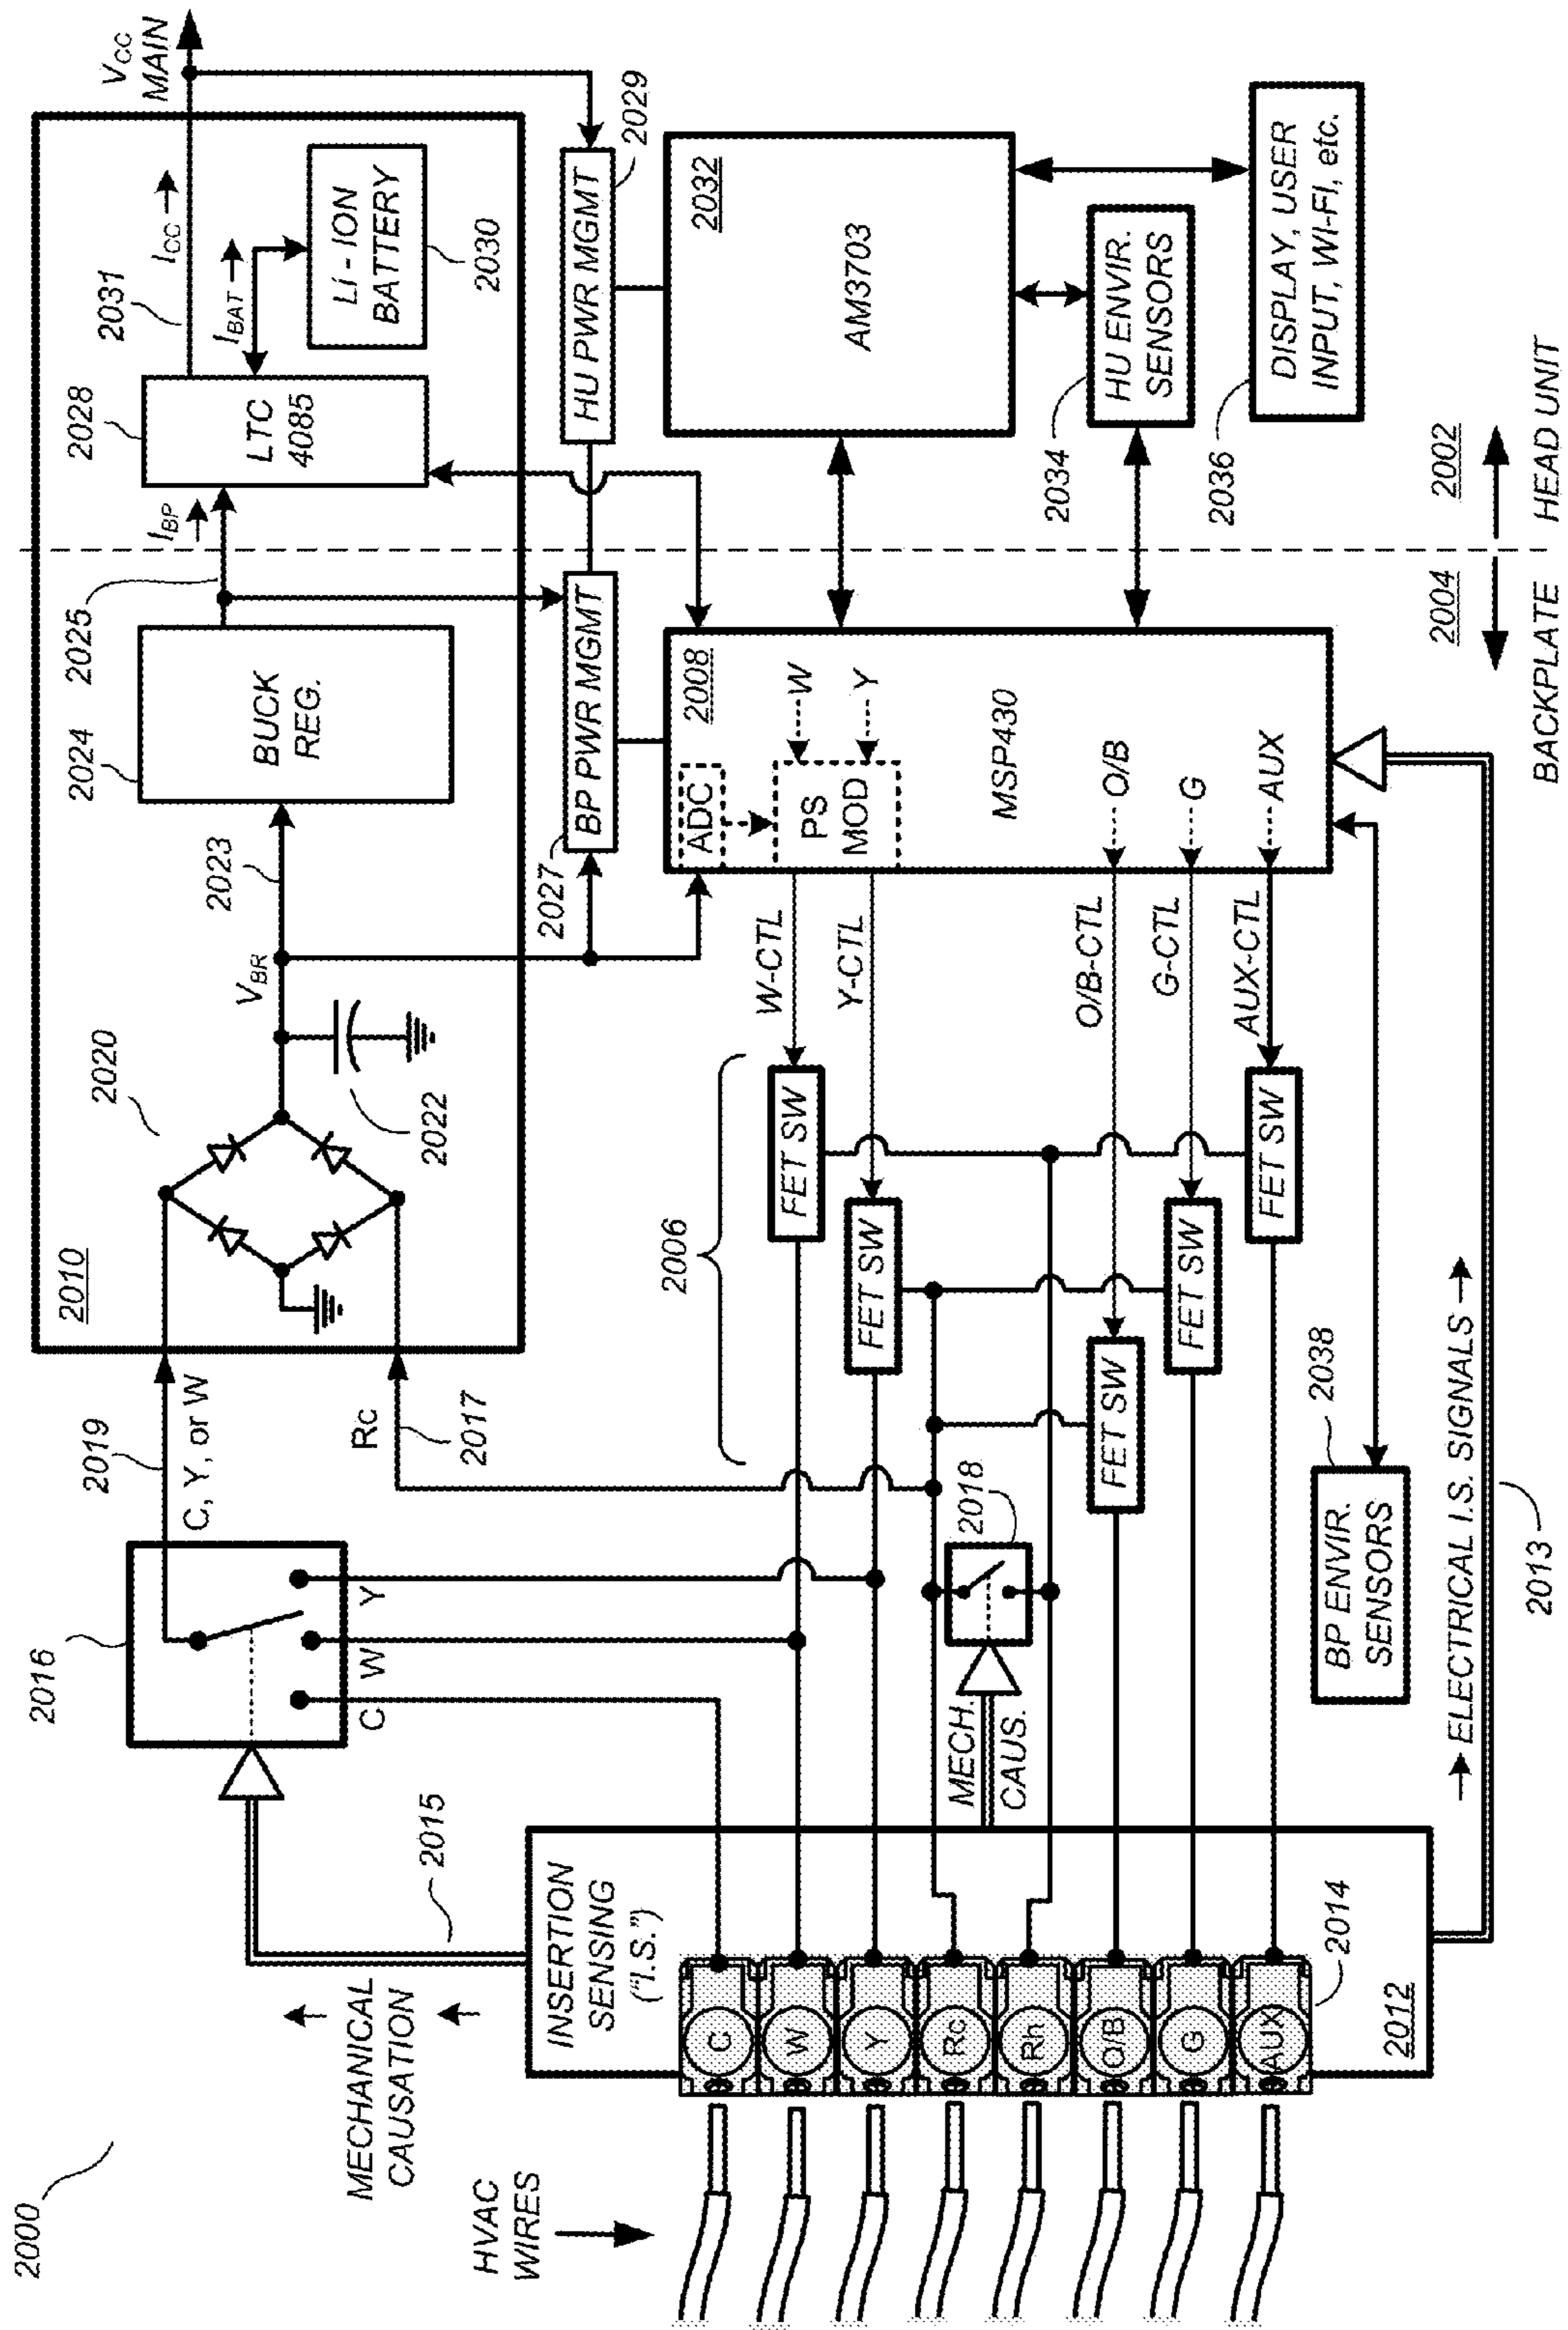 2000
HVAC
WIRES
MECHANICAL
CAUSATION
2015
INSERTION
SENSING
("I.S.")
C
W
Y
Rc
Rh
O/B
G
AUX
2014
2012
2016
C
W
Y
2019
C, Y, or W
Rc
2017
MECH.
CAUS.
2018
2006
FET SW
FET SW
FET SW
FET SW
FET SW
W-CTL
Y-CTL
O/B-CTL
G-CTL
AUX-CTL
2038
BP ENVIR.
SENSORS
ELECTRICAL I.S. SIGNALS
2013
2010
2020
2022
VBR
2023
2024
BUCK
REG.
2025
IBP
2027
BP PWR MGMT
2008
ADC
PS
MOD
W
Y
MSP430
O/B
G
AUX
2004
BACKPLATE
2002
HEAD UNIT
2028
LTC
4085
2031
ICC
IBAT
Li - ION
BATTERY
2030
VCC
MAIN
HU PWR MGMT
2029
2032
AM3703
2034
HU ENVIR.
SENSORS
2036
DISPLAY, USER
INPUT, WI-FI, etc.